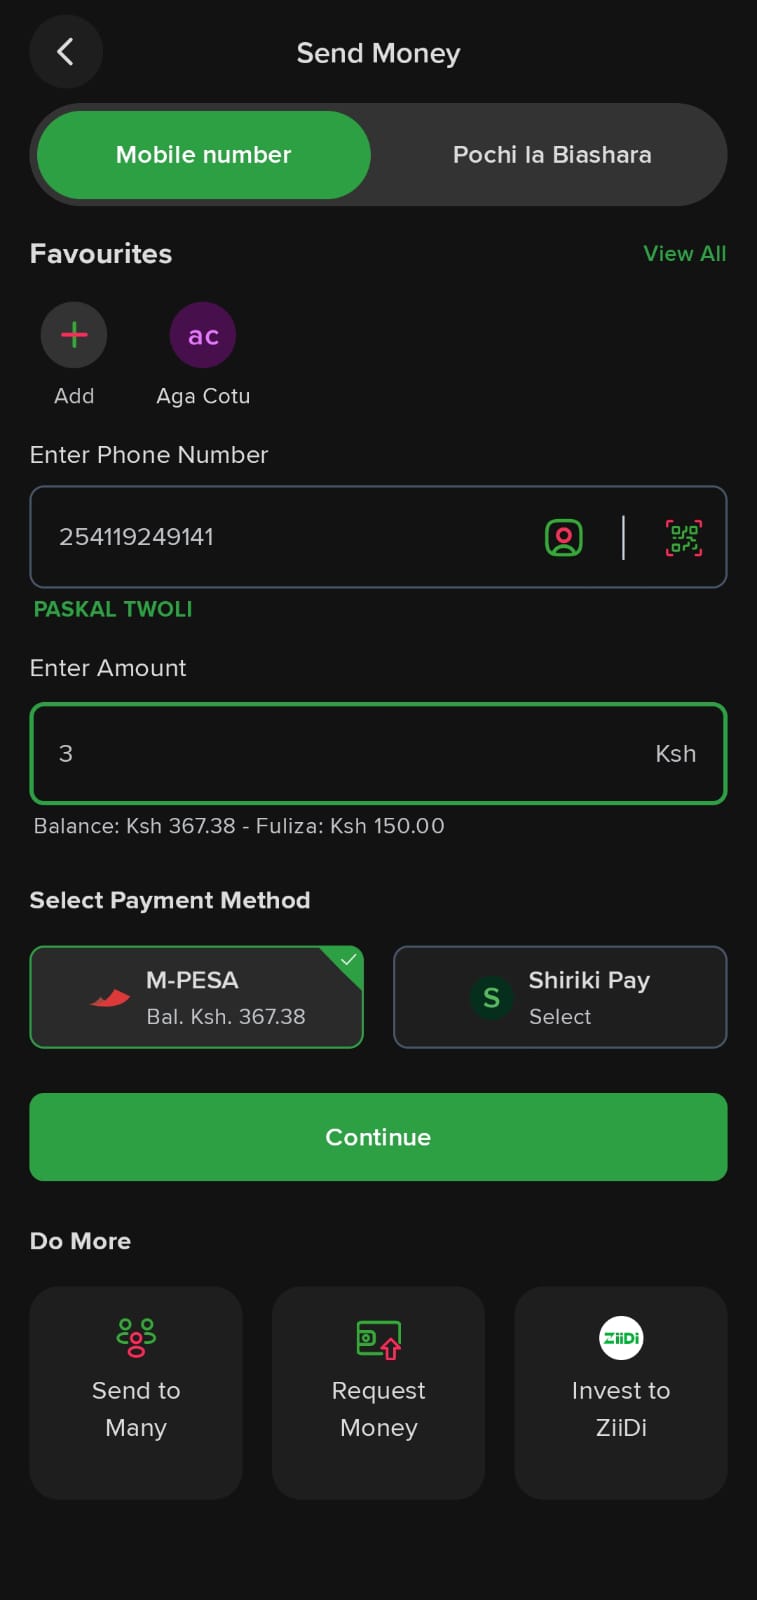 Send Money
Mobile number
Pochi la Biashara
Favourites
View All
ac
Add
Aga Cotu
Enter Phone Number
254119249141
PASKAL TWOLI
Enter Amount
3
Ksh
Balance: Ksh 367.38 - Fuliza: Ksh 150.00
Select Payment Method
M-PESA
Bal. Ksh. 367.38
S
Shiriki Pay
Select
Continue
Do More
Send to
Many
Request
Money
ZiiDi
Invest to
ZiiDi